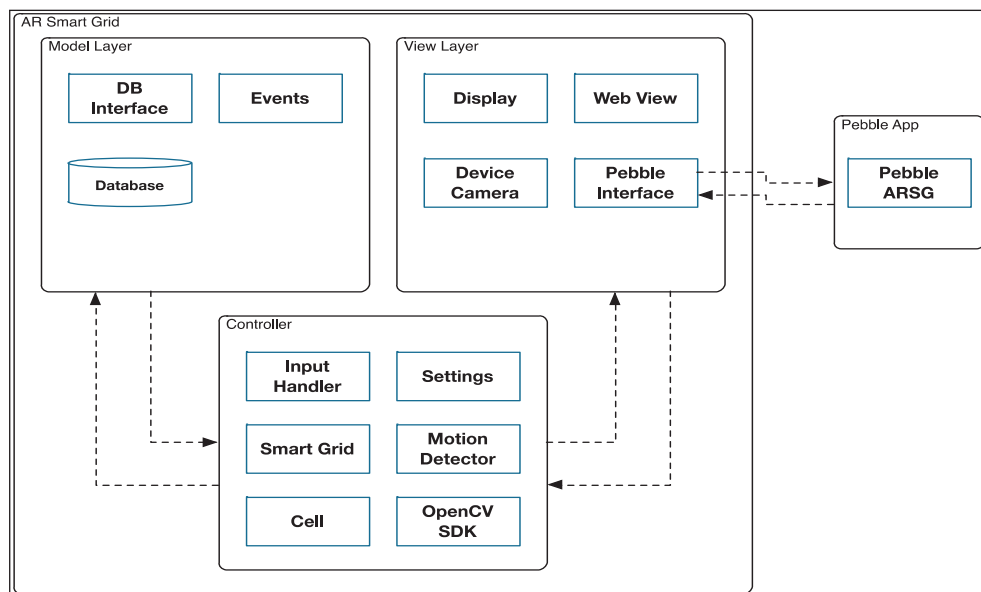 AR Smart Grid
Model Layer
DB
Interface
Events
Database
View Layer
Display
Web View
Device
Camera
Pebble
Interface
Pebble App
Pebble
ARSG
Controller
Input
Handler
Settings
Smart Grid
Motion
Detector
Cell
OpenCV
SDK